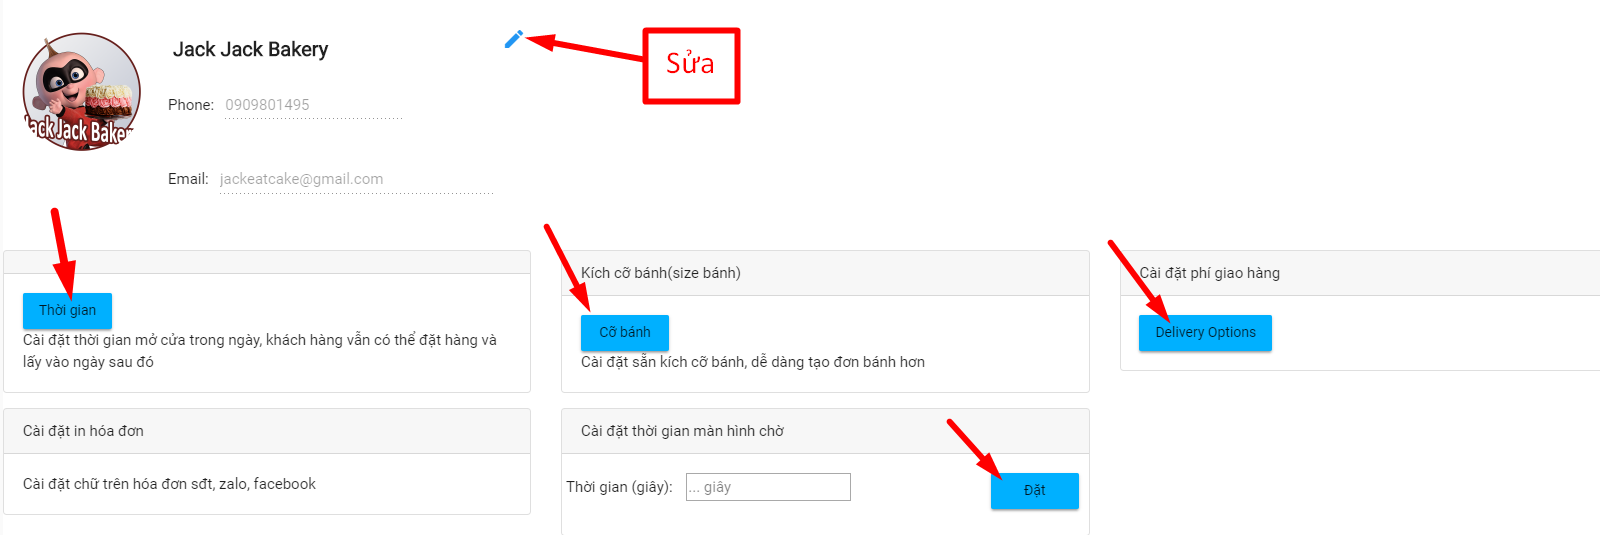 Jack Jack Bakery
Sửa
Phone: 0909801495
Jack Jack Bakery
Email: jackeatcake@gmail.com
Thời gian
Cài đặt thời gian mở cửa trong ngày, khách hàng vẫn có thể đặt hàng và
lấy vào ngày sau đó
Kích cỡ bánh(size bánh)
Cỡ bánh
Cài đặt sẵn kích cỡ bánh, dễ dàng tạo đơn bánh hơn
Cài đặt phí giao hàng
Delivery Options
Cài đặt in hóa đơn
Cài đặt chữ trên hóa đơn sđt, zalo, facebook
Cài đặt thời gian màn hình chờ
Thời gian (giây): ... giây
Đặt